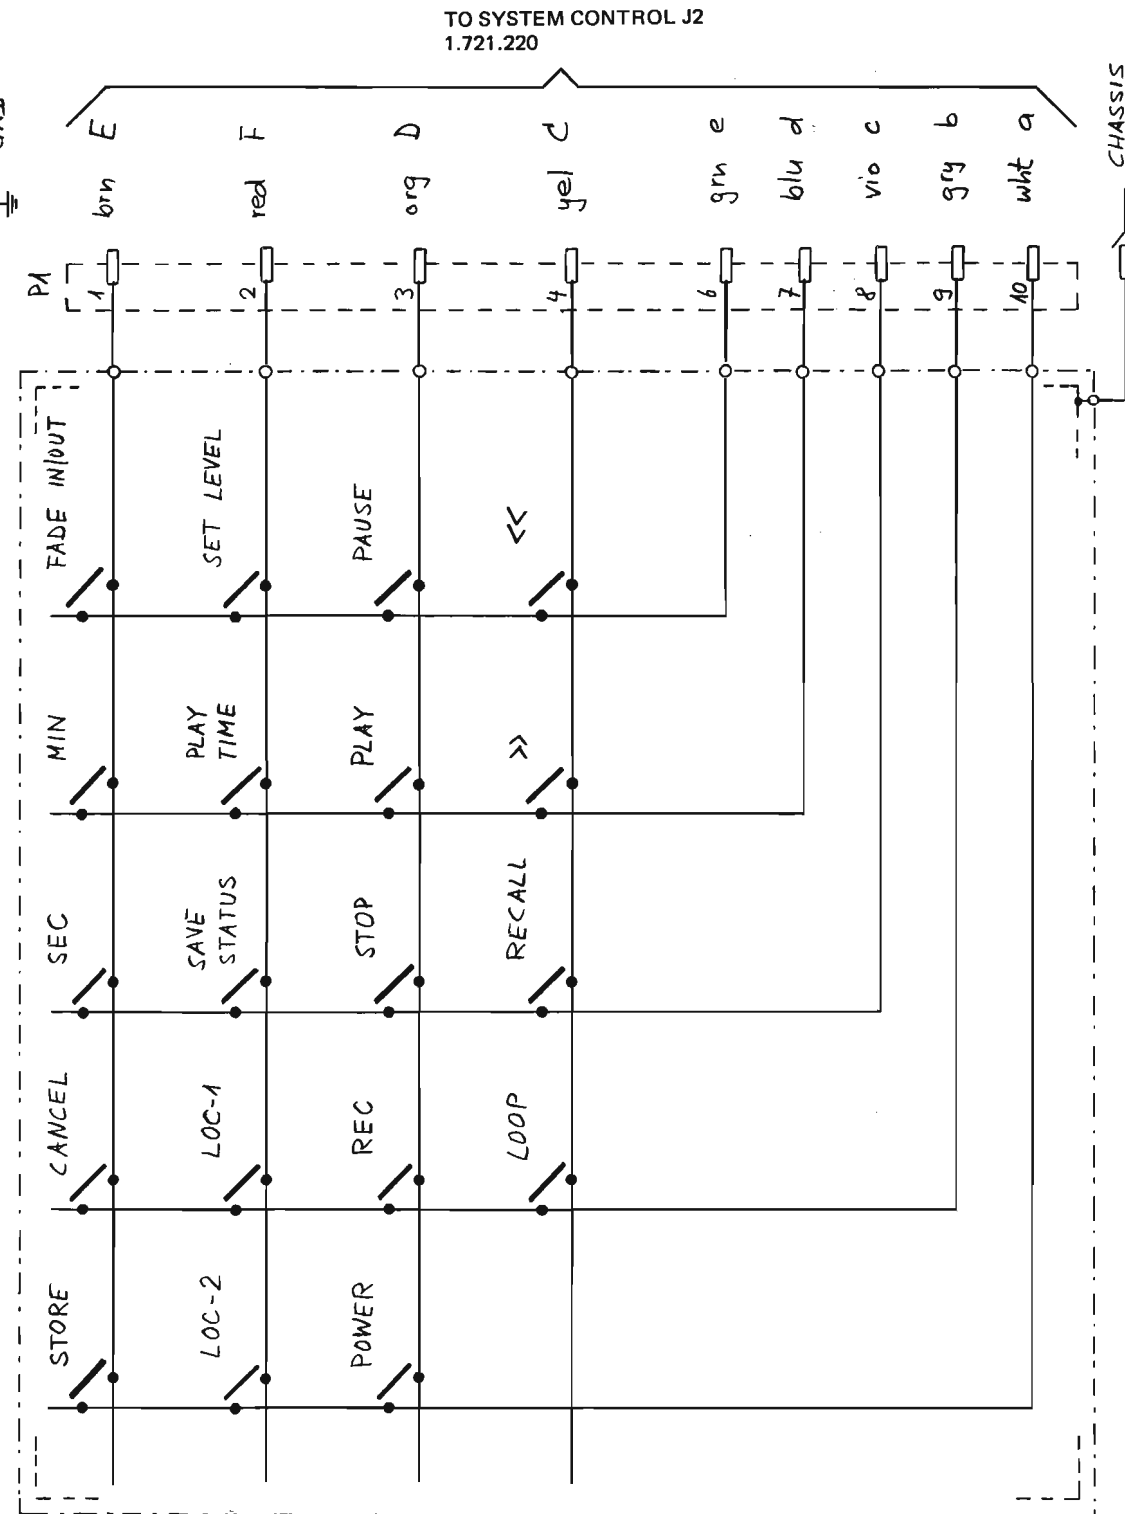 TO SYSTEM CONTROL J2
1.721.220
CHASSIS
E F D C e d c b a
brn red org yel grn blu vio gry wht
P1
1 2 3 4 6 7 8 9 10
FADE IN/OUT
SET LEVEL
PAUSE
<<
MIN
PLAY
TIME
PLAY
>>
SEC
SAVE
STATUS
STOP
RECALL
CANCEL
LOC-1
REC
LOOP
STORE
LOC-2
POWER